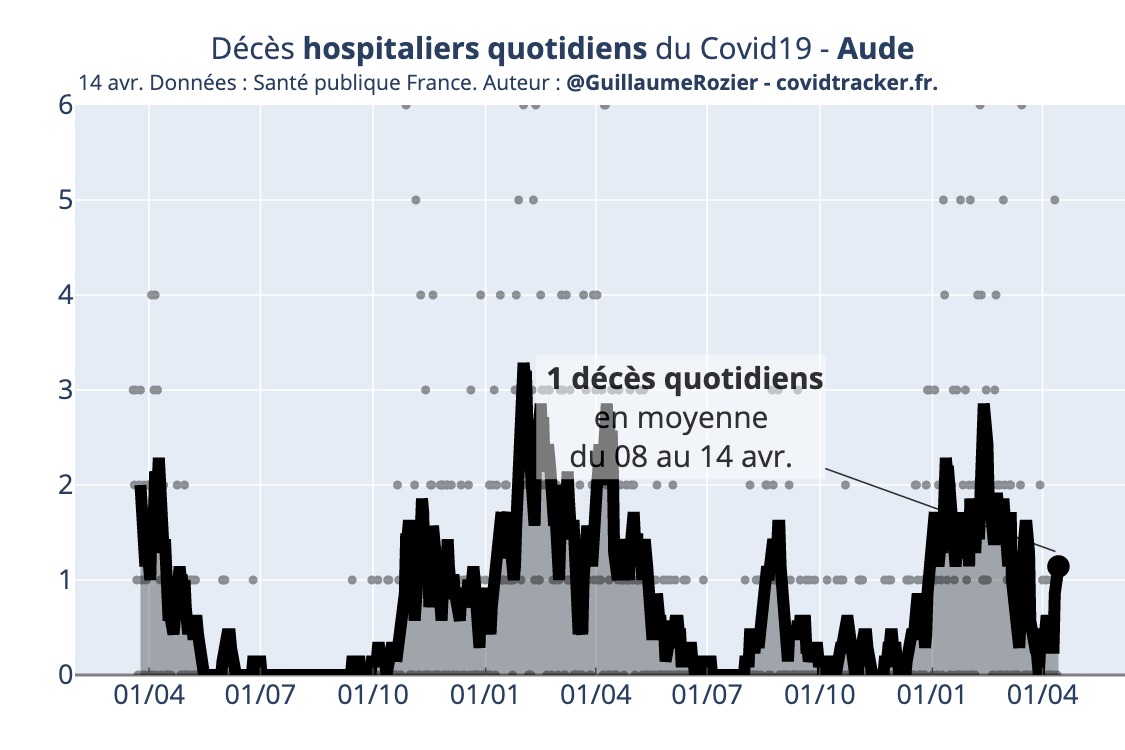 Décès hospitaliers quotidiens du Covid19 - Aude
14 avr. Données : Santé publique France. Auteur : @GuillaumeRozier - covidtracker.fr.
6
5
4
3
2
1
0
1 décès quotidiens
en moyenne
du 08 au 14 avr.
01/04 01/07 01/10 01/01 01/04 01/07 01/10 01/01 01/04